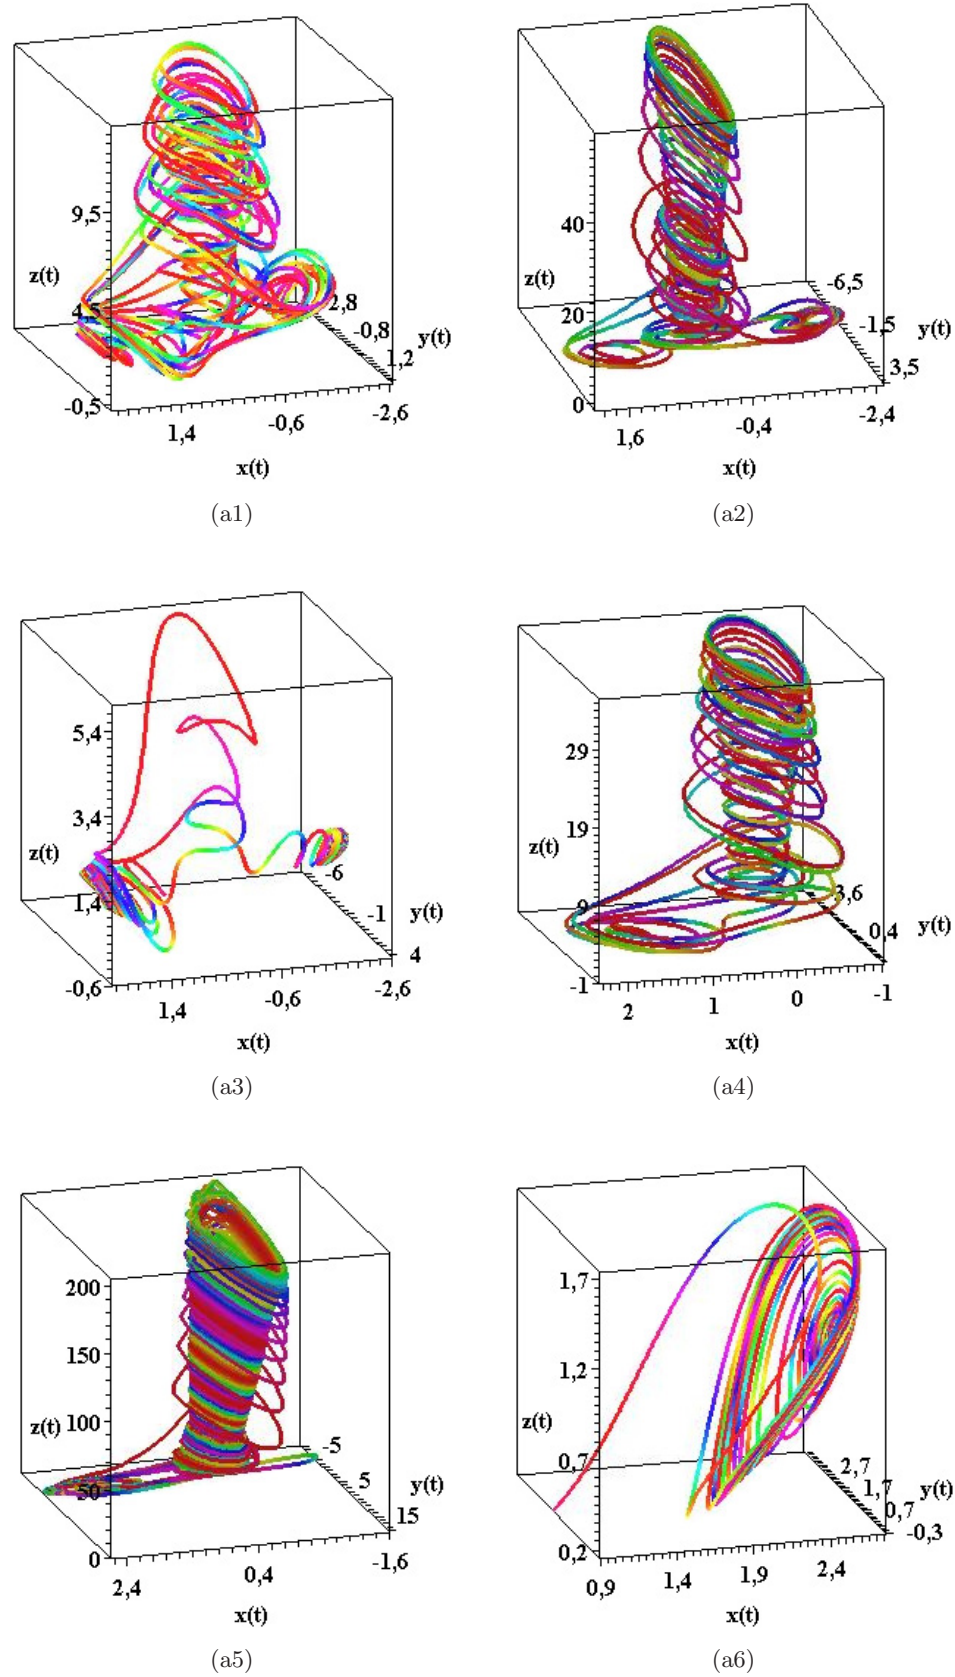 9,5
z(t)
4,5
-0,5
1,4
-0,6
-2,6
x(t)
2,8
-0,8
1,2
y(t)
(a1)
40
z(t)
20
0
1,6
-0,4
-2,4
x(t)
-6,5
-1,5
3,5
y(t)
(a2)
5,4
3,4
z(t)
1,4
-0,6
1,4
-0,6
-2,6
x(t)
-6
-1
4
y(t)
(a3)
29
19
z(t)
9
-1
2
1
0
-1
x(t)
3,6
0,4
y(t)
(a4)
200
150
100
z(t)
50
0
2,4
0,4
-1,6
x(t)
-5
5
15
y(t)
(a5)
1,7
1,2
z(t)
0,7
0,2
0,9
1,4
1,9
2,4
x(t)
2,7
1,7
0,7
-0,3
y(t)
(a6)